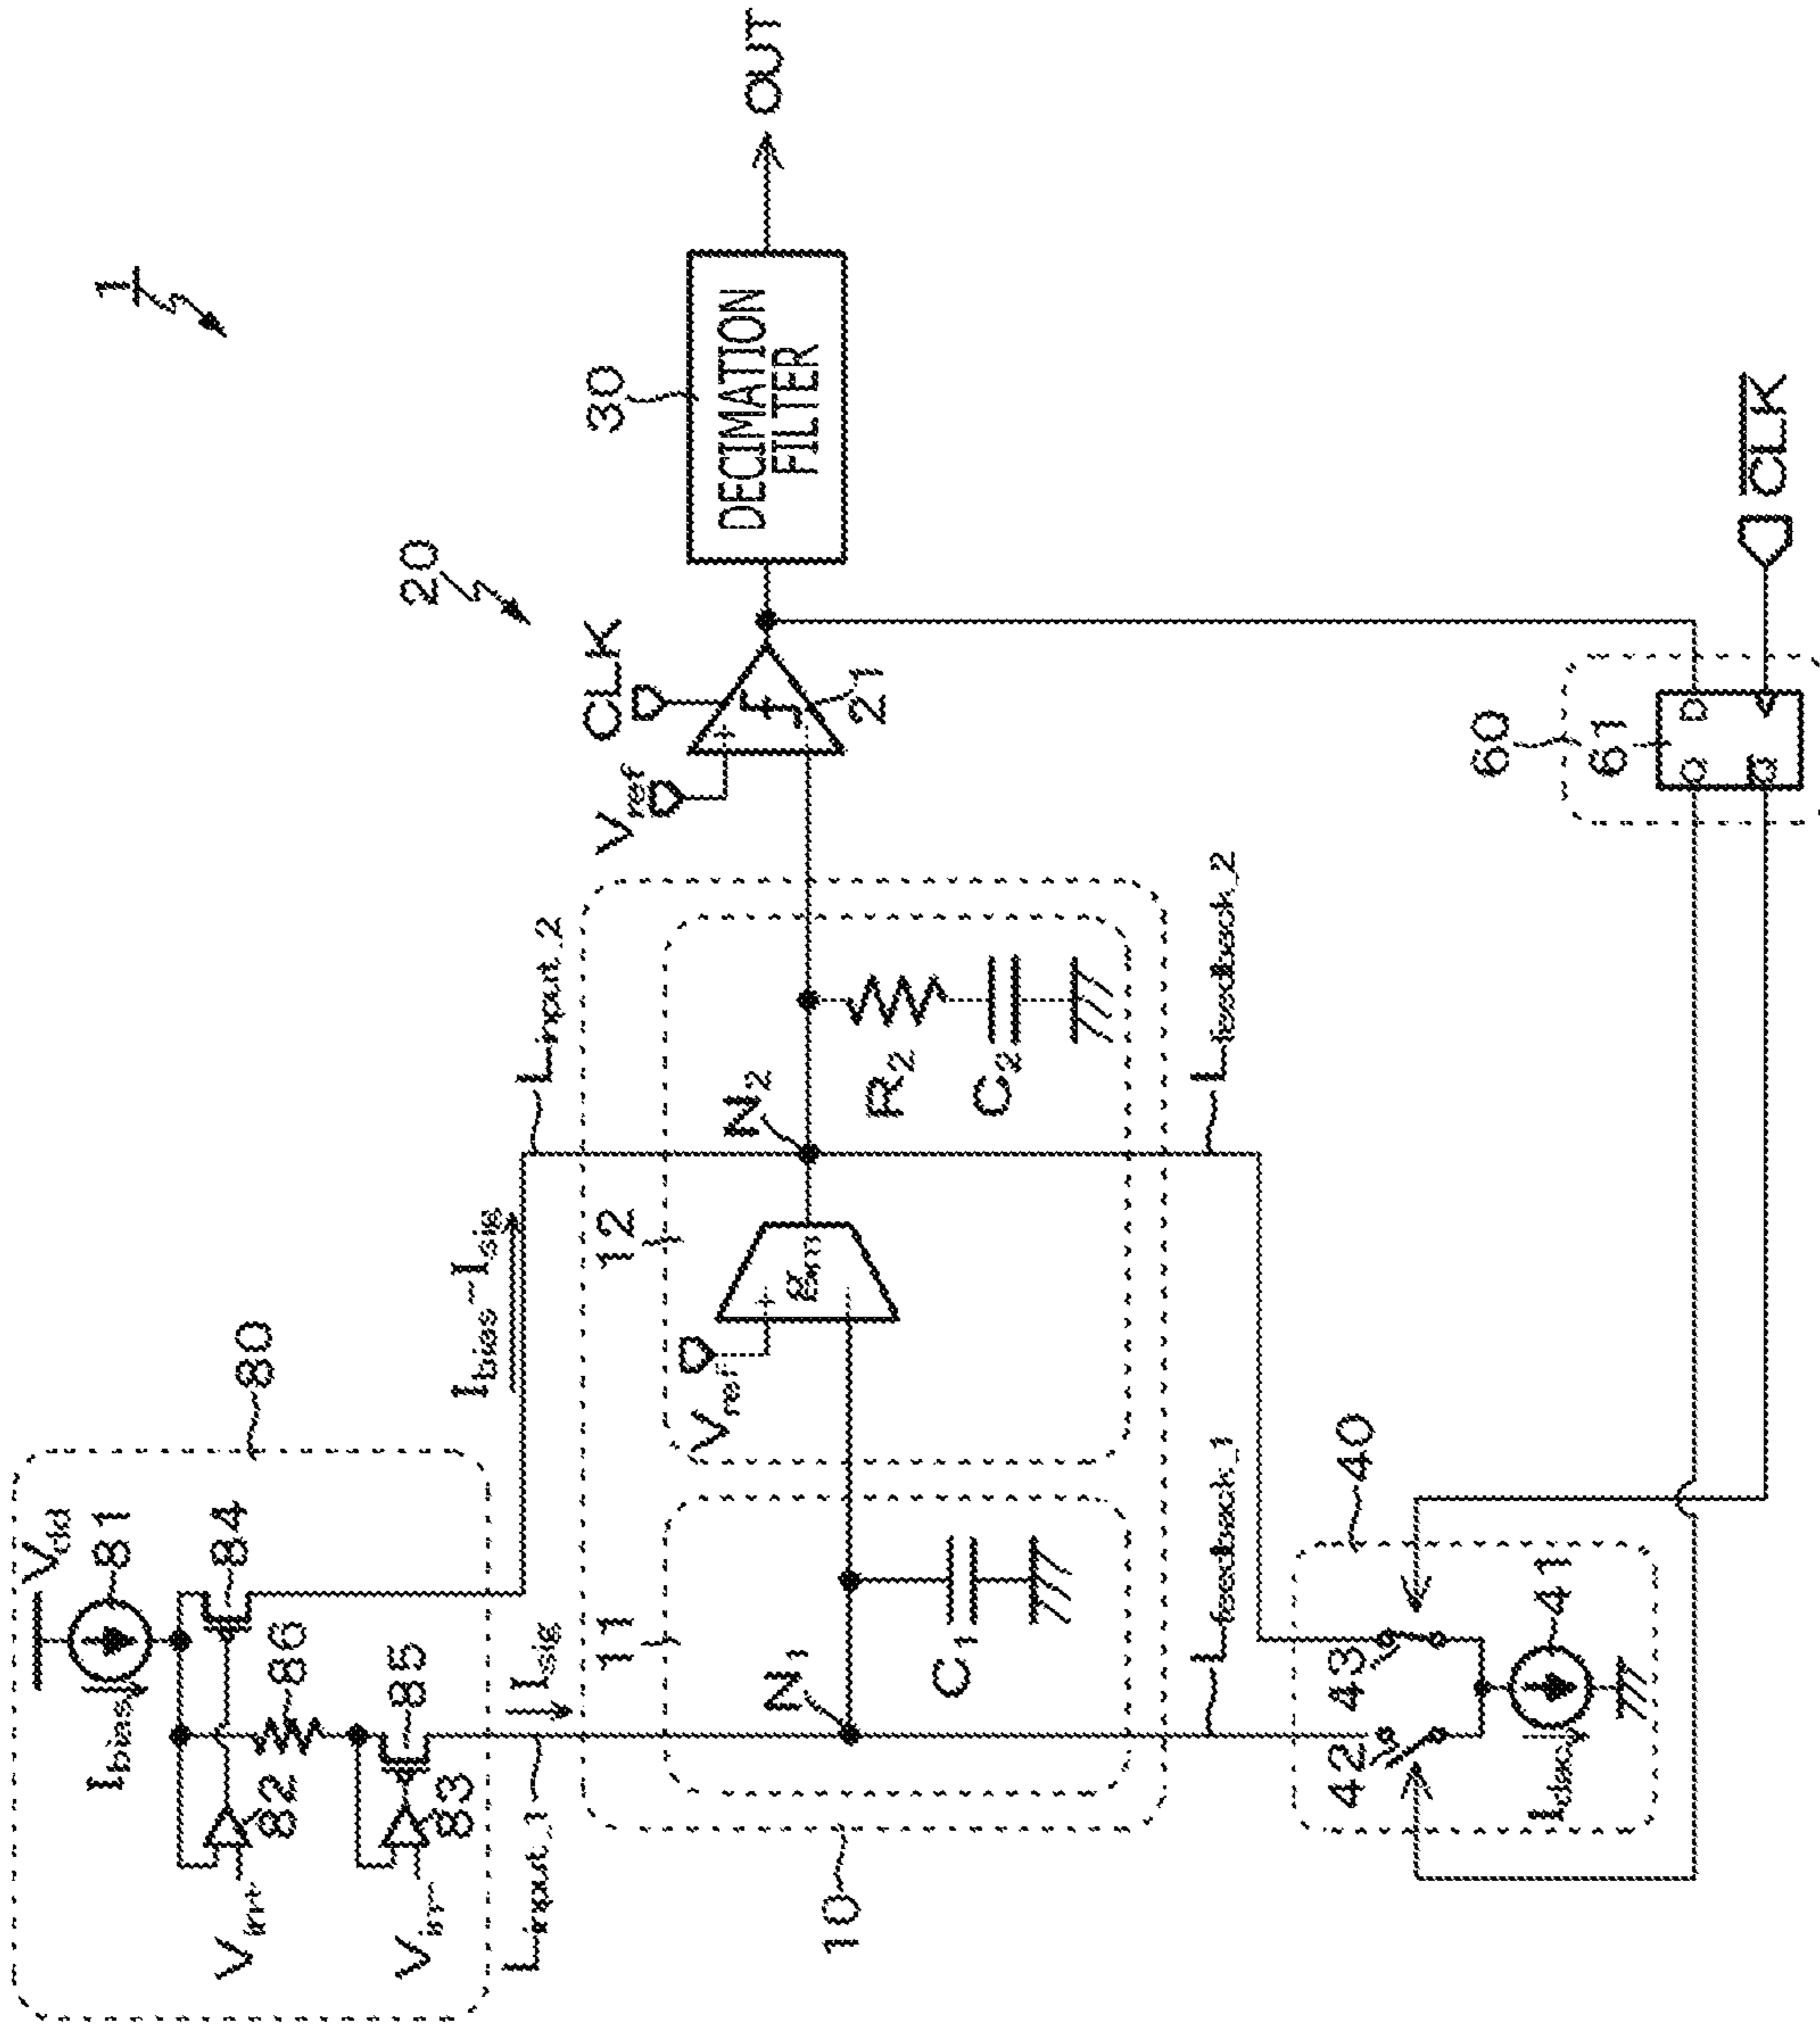 1
80
V_dd
I_bias
81
84
86
82
85
83
V_inn
V_in
I_bias-I_sig
I_sig
L_input_1
L_input_2
10
11
12
N_1
C_1
V_ref
gm
+
-
N_2
R_2
C_2
20
V_ref
CLK
+
-
21
30
DECIMATION
FILTER
OUT
L_feedback_1
L_feedback_2
40
42
43
41
I_dac
60
61
Q
D
Q̅
C̅L̅K̅